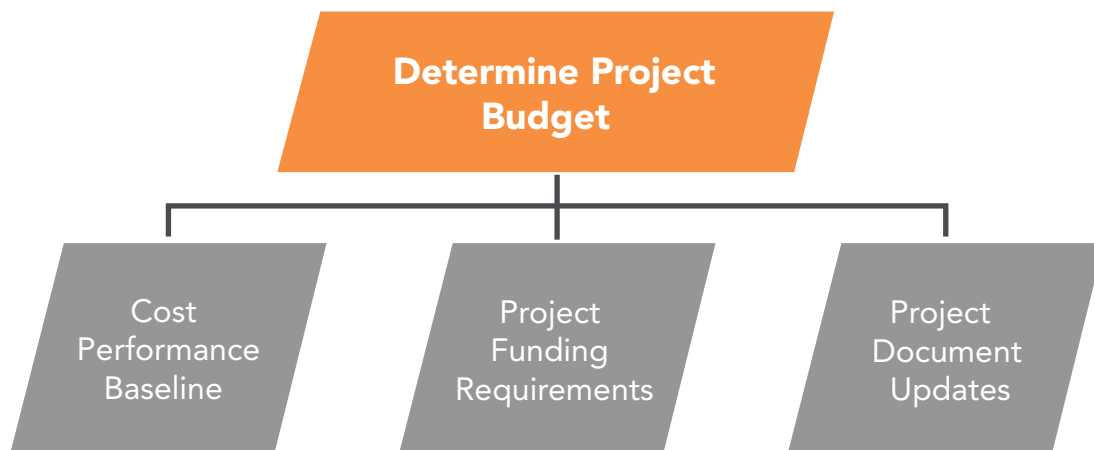 Determine Project
Budget
Cost
Performance
Baseline
Project
Funding
Requirements
Project
Document
Updates